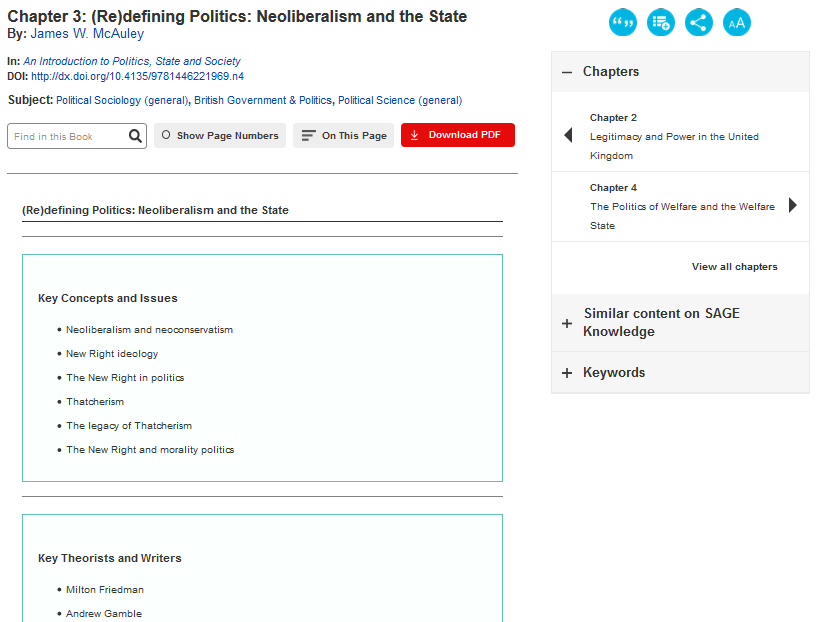 Chapter 3: (Re)defining Politics: Neoliberalism and the State
By: James W. McAuley
In: An Introduction to Politics, State and Society
DOI: http://dx.doi.org/10.4135/9781446221969.n4
Subject: Political Sociology (general), British Government & Politics, Political Science (general)
Find in this Book
Show Page Numbers
On This Page
Download PDF
(Re)defining Politics: Neoliberalism and the State
Key Concepts and Issues
• Neoliberalism and neoconservatism
• New Right ideology
• The New Right in politics
• Thatcherism
• The legacy of Thatcherism
• The New Right and morality politics
Key Theorists and Writers
• Milton Friedman
• Andrew Gamble
AA
Chapters
Chapter 2
Legitimacy and Power in the United
Kingdom
Chapter 4
The Politics of Welfare and the Welfare
State
View all chapters
Similar content on SAGE
Knowledge
Keywords